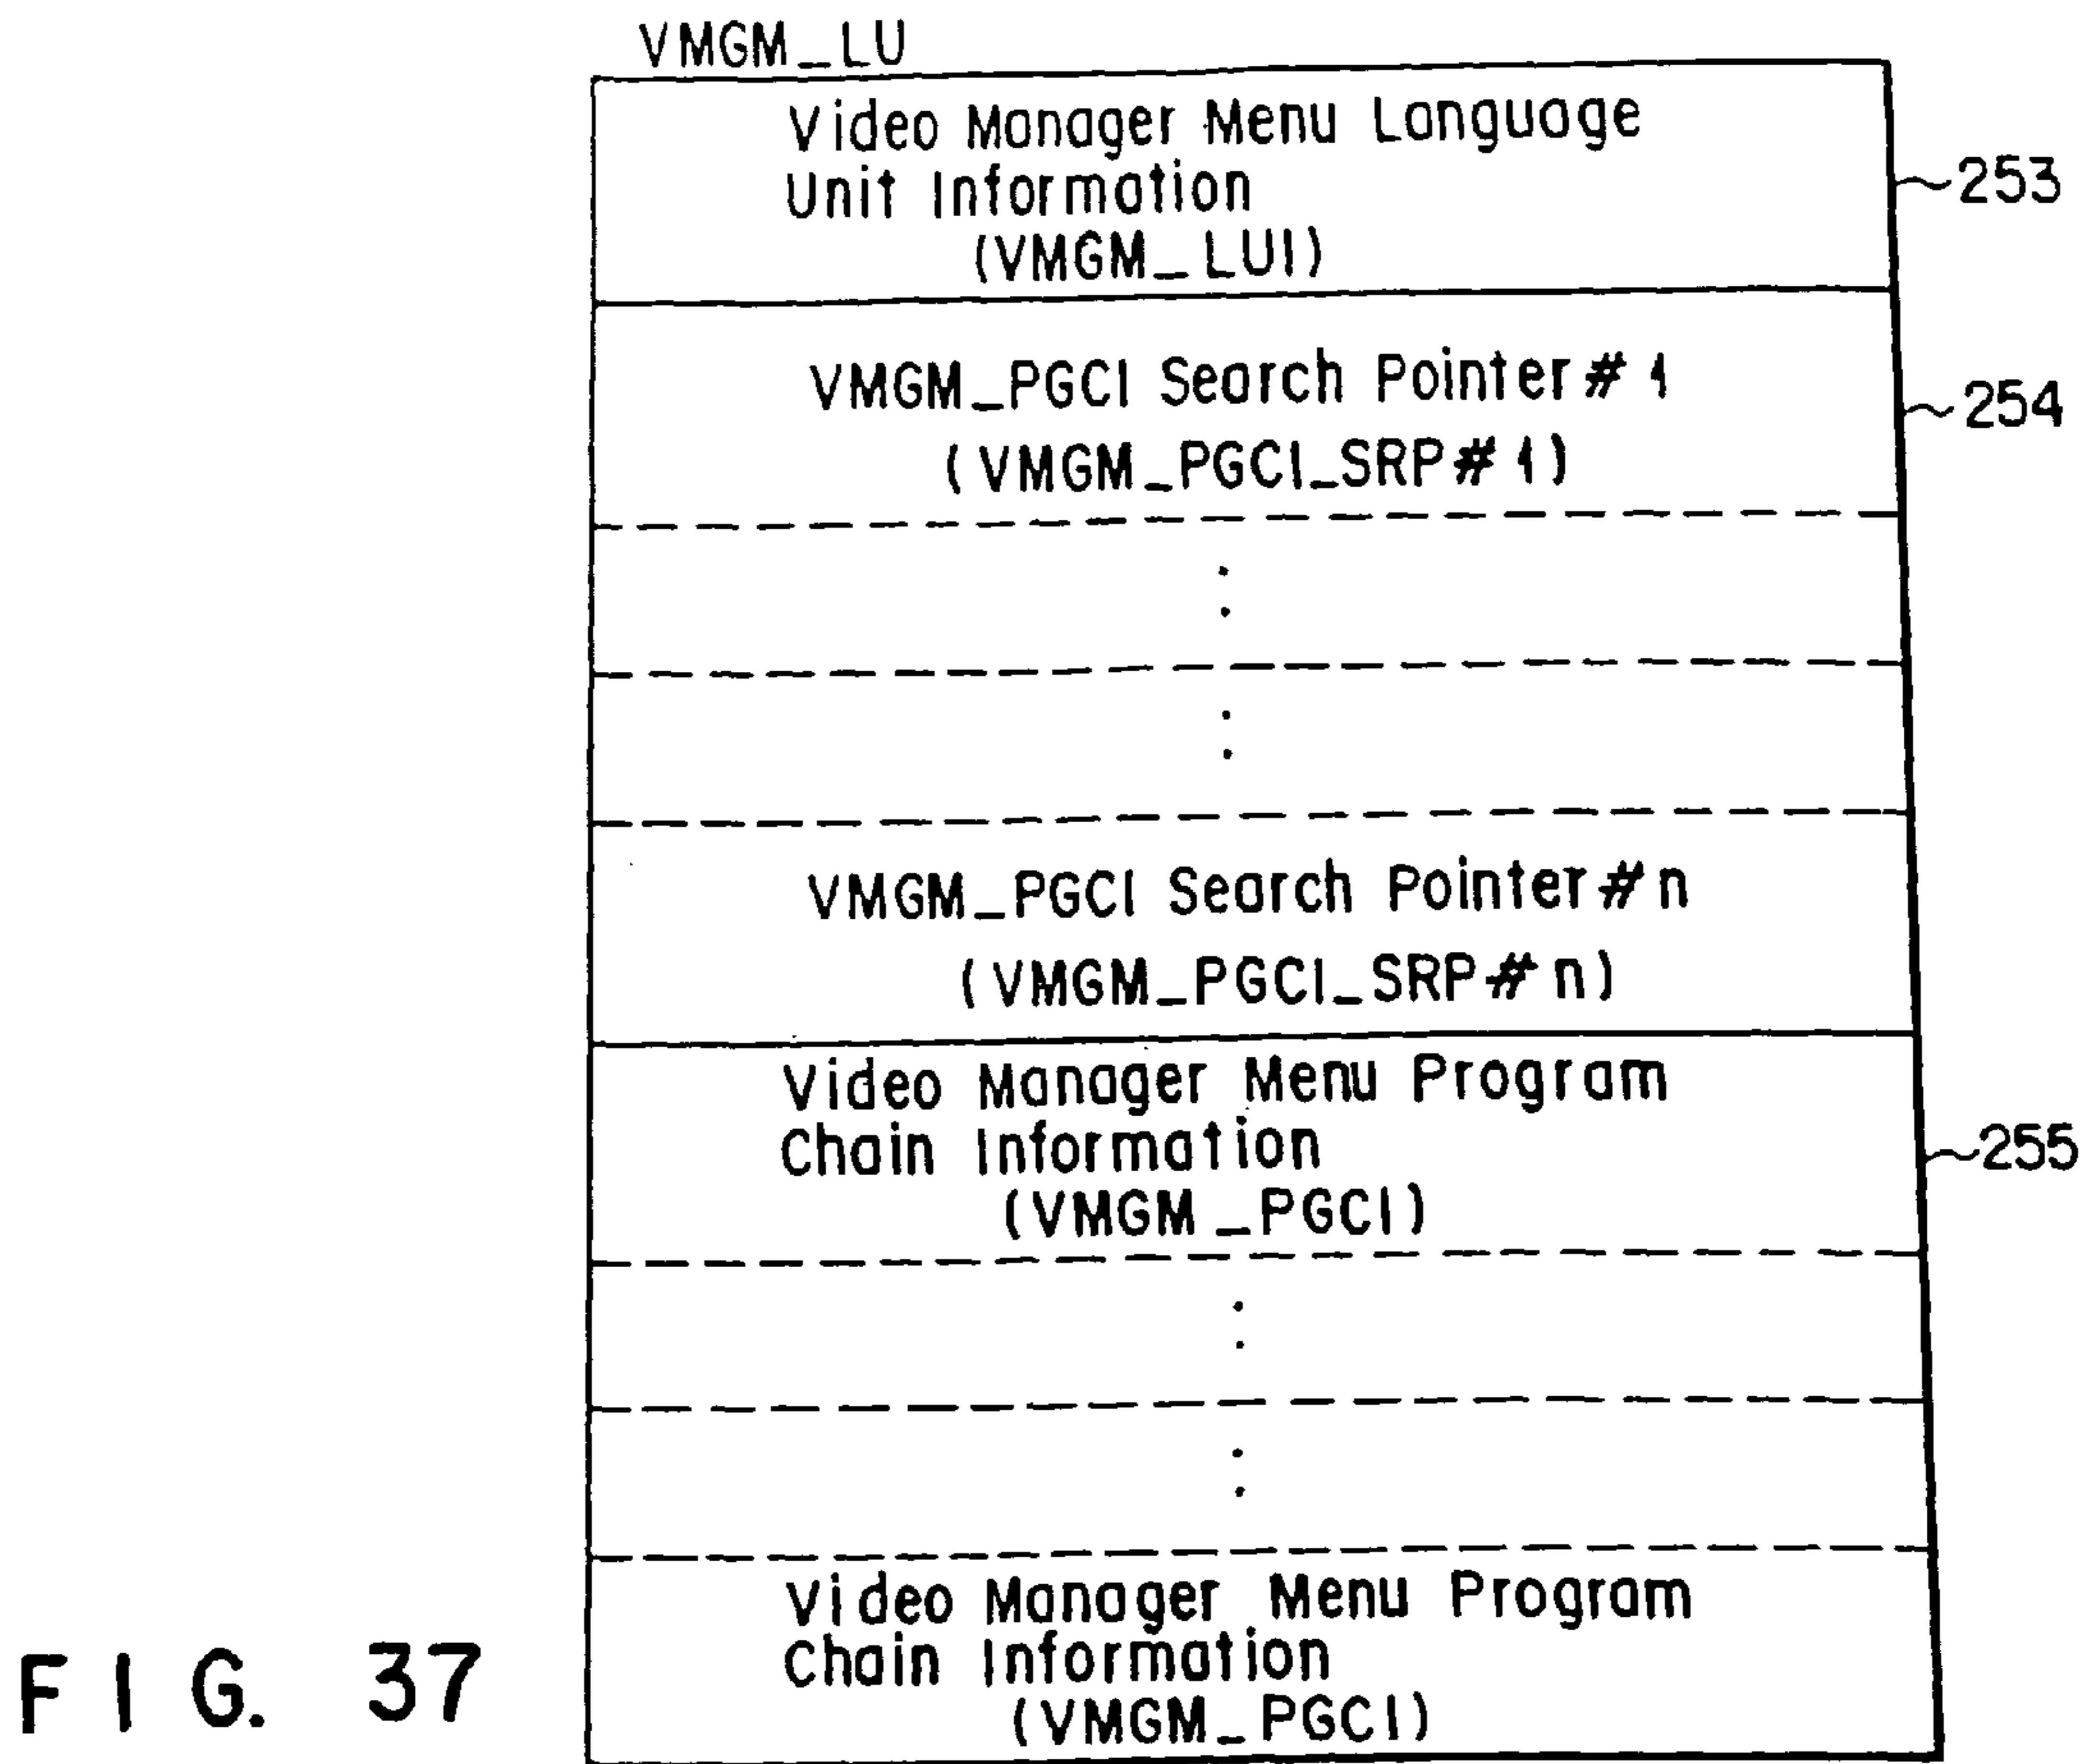 VMGM_LU
Video Manager Menu Language
Unit Information
(VMGM_LUI)
253
VMGM_PGCI Search Pointer #1
(VMGM_PGCI_SRP#1)
254
VMGM_PGCI Search Pointer #n
(VMGM_PGCI_SRP#n)
Video Manager Menu Program
Chain Information
(VMGM_PGCI)
255
Video Manager Menu Program
Chain Information
(VMGM_PGCI)
FIG. 37